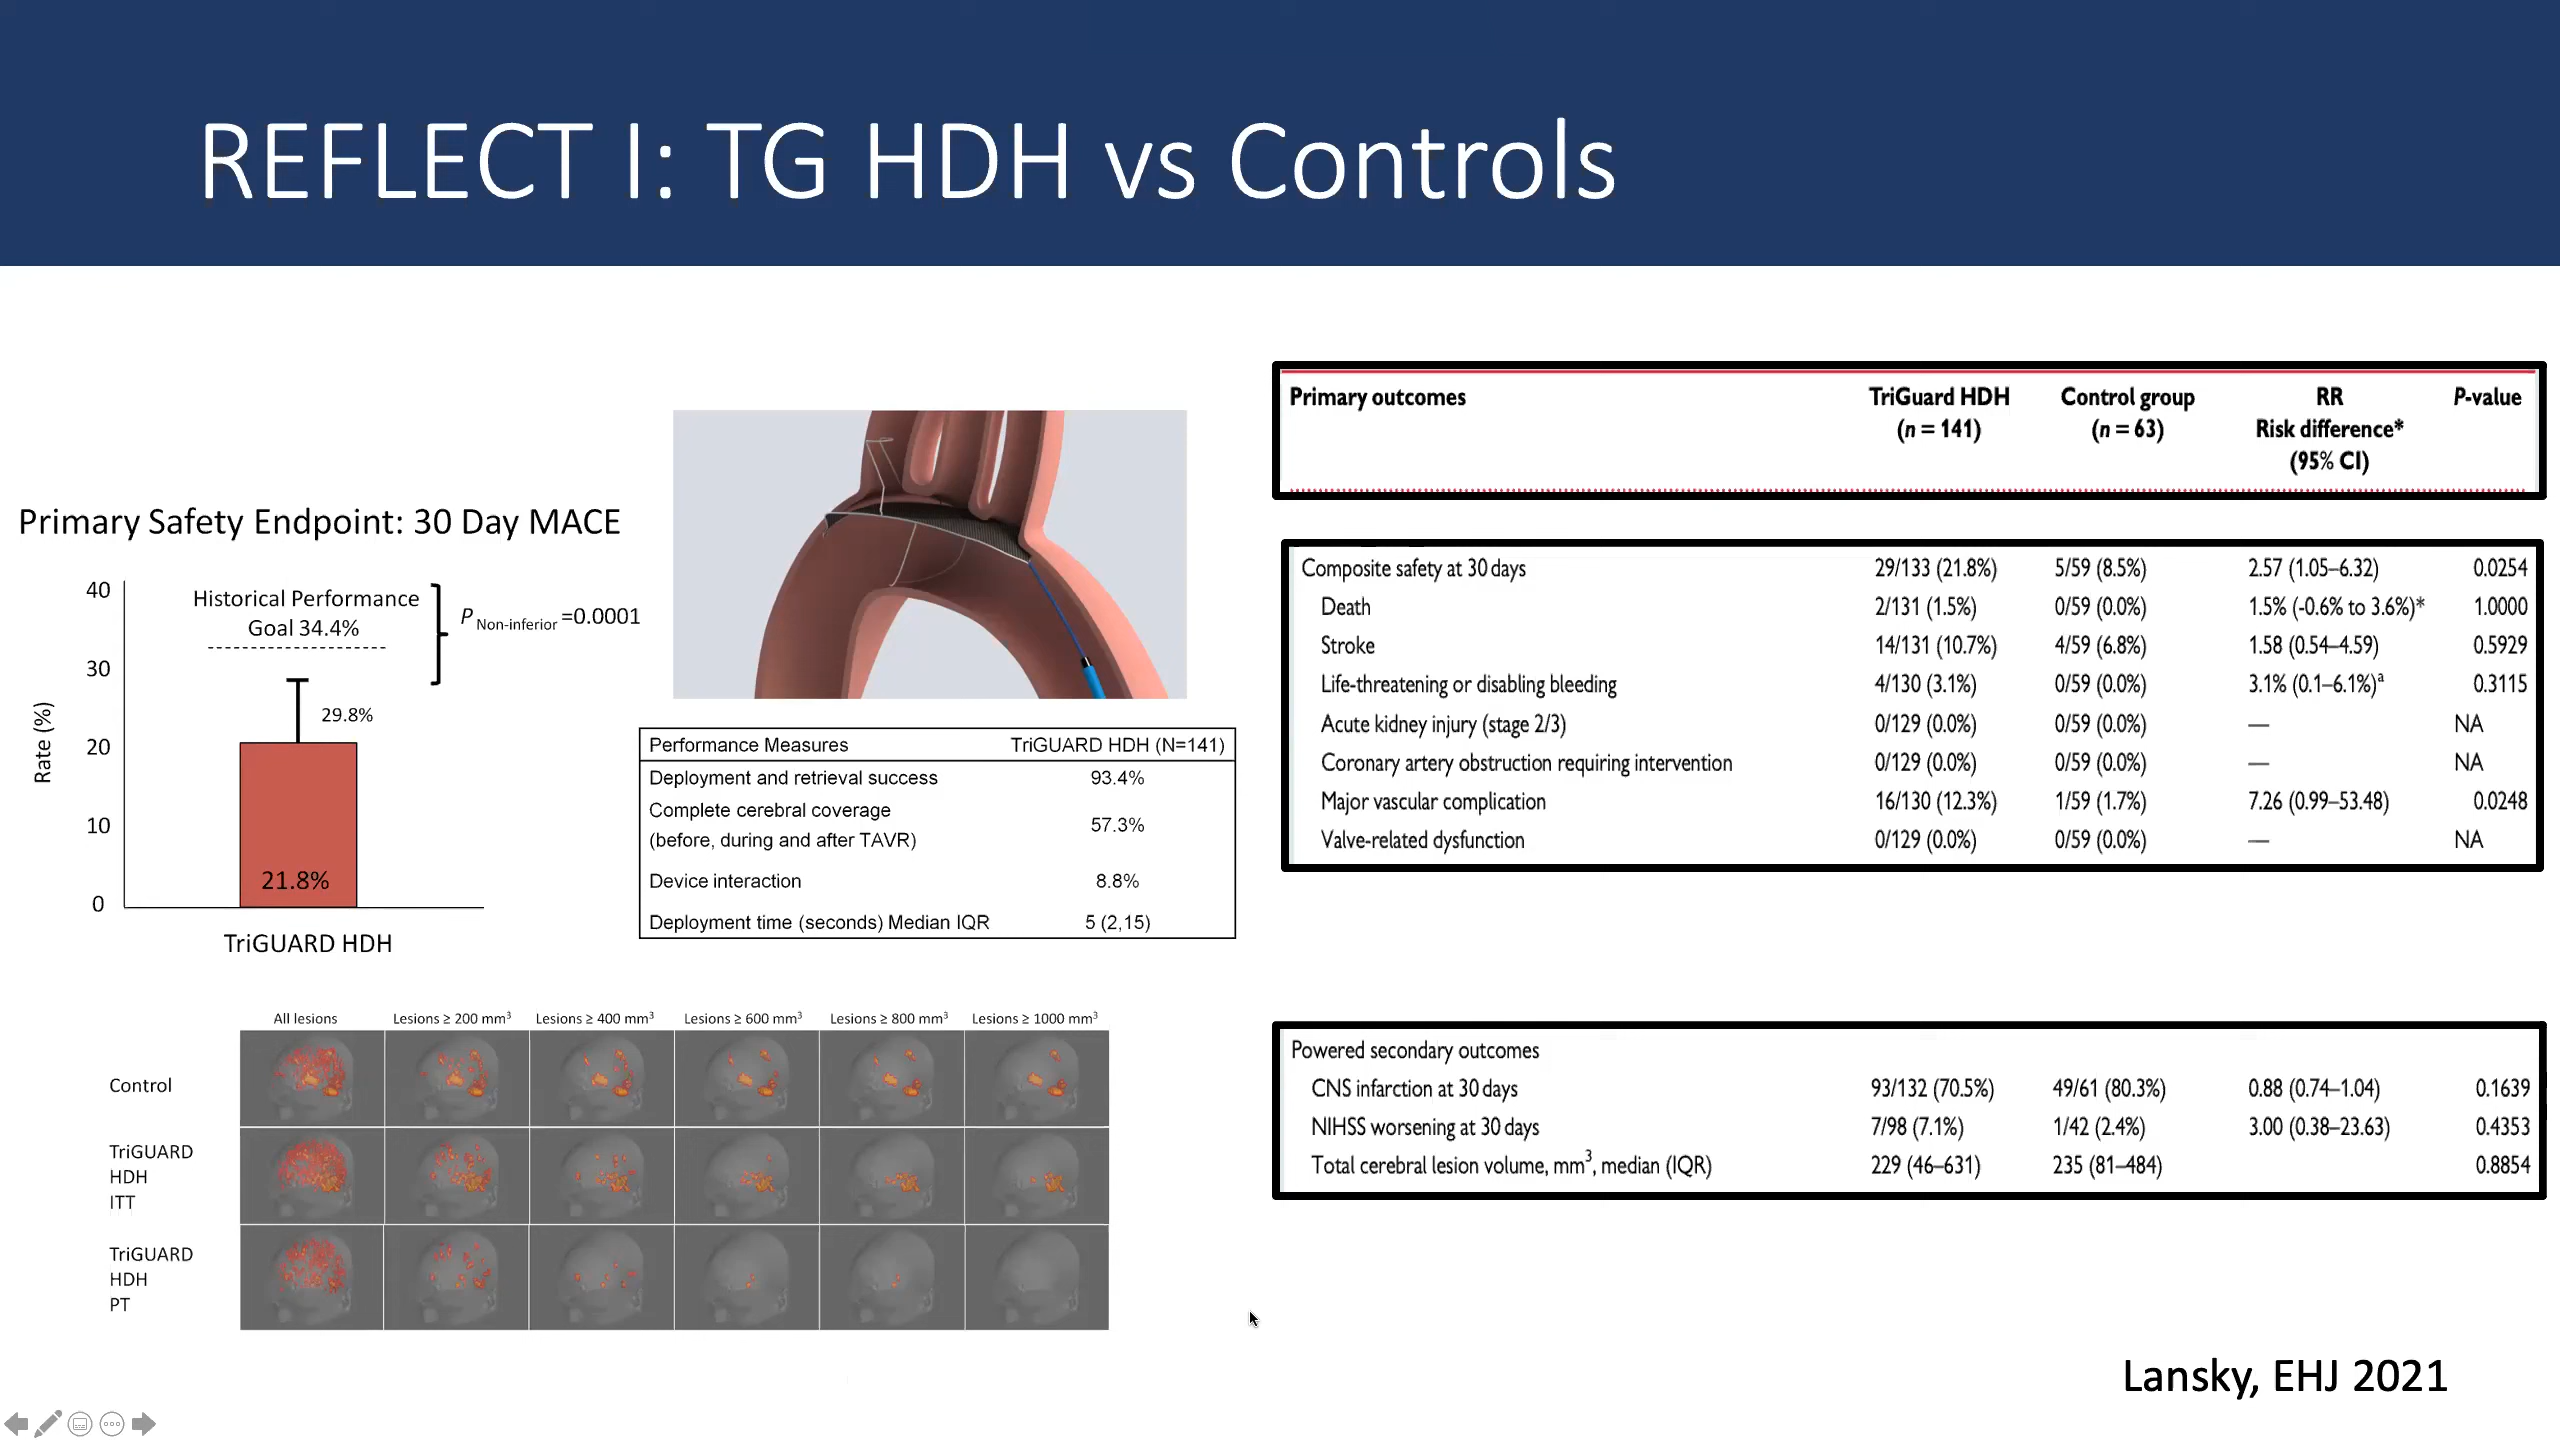 REFLECT I: TG HDH vs Controls
Primary Safety Endpoint: 30 Day MACE
40
30
20
10
0
Rate (%)
Historical Performance
Goal 34.4%
P Non-inferior =0.0001
29.8%
21.8%
TriGUARD HDH
Performance Measures TriGUARD HDH (N=141)
Deployment and retrieval success 93.4%
Complete cerebral coverage
(before, during and after TAVR) 57.3%
Device interaction 8.8%
Deployment time (seconds) Median IQR 5 (2,15)
All lesions Lesions ≥ 200 mm³ Lesions ≥ 400 mm³ Lesions ≥ 600 mm³ Lesions ≥ 800 mm³ Lesions ≥ 1000 mm³
Control
TriGUARD
HDH
ITT
TriGUARD
HDH
PT
Primary outcomes TriGuard HDH Control group RR P-value
(n = 141) (n = 63) Risk difference*
(95% CI)
Composite safety at 30 days 29/133 (21.8%) 5/59 (8.5%) 2.57 (1.05–6.32) 0.0254
Death 2/131 (1.5%) 0/59 (0.0%) 1.5% (-0.6% to 3.6%)* 1.0000
Stroke 14/131 (10.7%) 4/59 (6.8%) 1.58 (0.54–4.59) 0.5929
Life-threatening or disabling bleeding 4/130 (3.1%) 0/59 (0.0%) 3.1% (0.1–6.1%)ᵃ 0.3115
Acute kidney injury (stage 2/3) 0/129 (0.0%) 0/59 (0.0%) — NA
Coronary artery obstruction requiring intervention 0/129 (0.0%) 0/59 (0.0%) — NA
Major vascular complication 16/130 (12.3%) 1/59 (1.7%) 7.26 (0.99–53.48) 0.0248
Valve-related dysfunction 0/129 (0.0%) 0/59 (0.0%) — NA
Powered secondary outcomes
CNS infarction at 30 days 93/132 (70.5%) 49/61 (80.3%) 0.88 (0.74–1.04) 0.1639
NIHSS worsening at 30 days 7/98 (7.1%) 1/42 (2.4%) 3.00 (0.38–23.63) 0.4353
Total cerebral lesion volume, mm³, median (IQR) 229 (46–631) 235 (81–484) 0.8854
Lansky, EHJ 2021